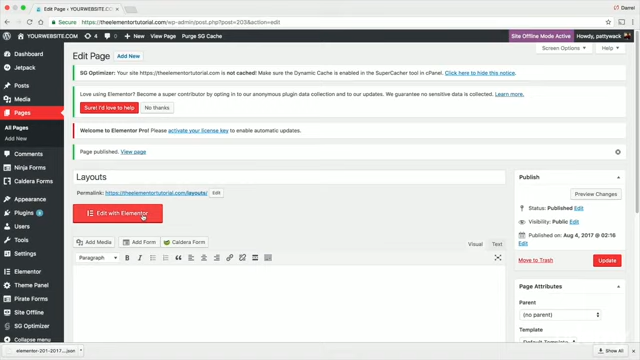 Edit Page
Darrel
Secure https://theelementortutorial.com/wp-admin/post.php?post=203&action=edit
YOURWEBSITE.COM 4 0 New View Page Purge SG Cache Site Offline Mode Active Howdy, pattywack
Dashboard
Jetpack
Posts
Media
Pages
All Pages
Add New
Comments
Ninja Forms
Caldera Forms
Appearance
Plugins
Users
Tools
Settings
Elementor
Theme Panel
Pirate Forms
Site Offline
SG Optimizer
Collapse menu
Screen Options Help
Edit Page Add New
SG Optimizer: Your site https://theelementortutorial.com is not cached! Make sure the Dynamic Cache is enabled in the SuperCacher tool in cPanel. Click here to hide this notice.
Love using Elementor? Become a super contributor by opting in to our anonymous plugin data collection and to our updates. We guarantee no sensitive data is collected. Learn more.
Sure! I'd love to help No thanks
Welcome to Elementor Pro! Please activate your license key to enable automatic updates.
Page published. View page
Layouts
Permalink: https://theelementortutorial.com/layouts/ Edit
Edit with Elementor
Add Media Add Form Caldera Form Visual Text
Paragraph B I
Publish
Preview Changes
Status: Published Edit
Visibility: Public Edit
Published on: Aug 4, 2017 @ 02:16
Edit
Move to Trash Update
Page Attributes
Parent
(no parent)
Template
Default Template
elementor-201-2017....json Show All